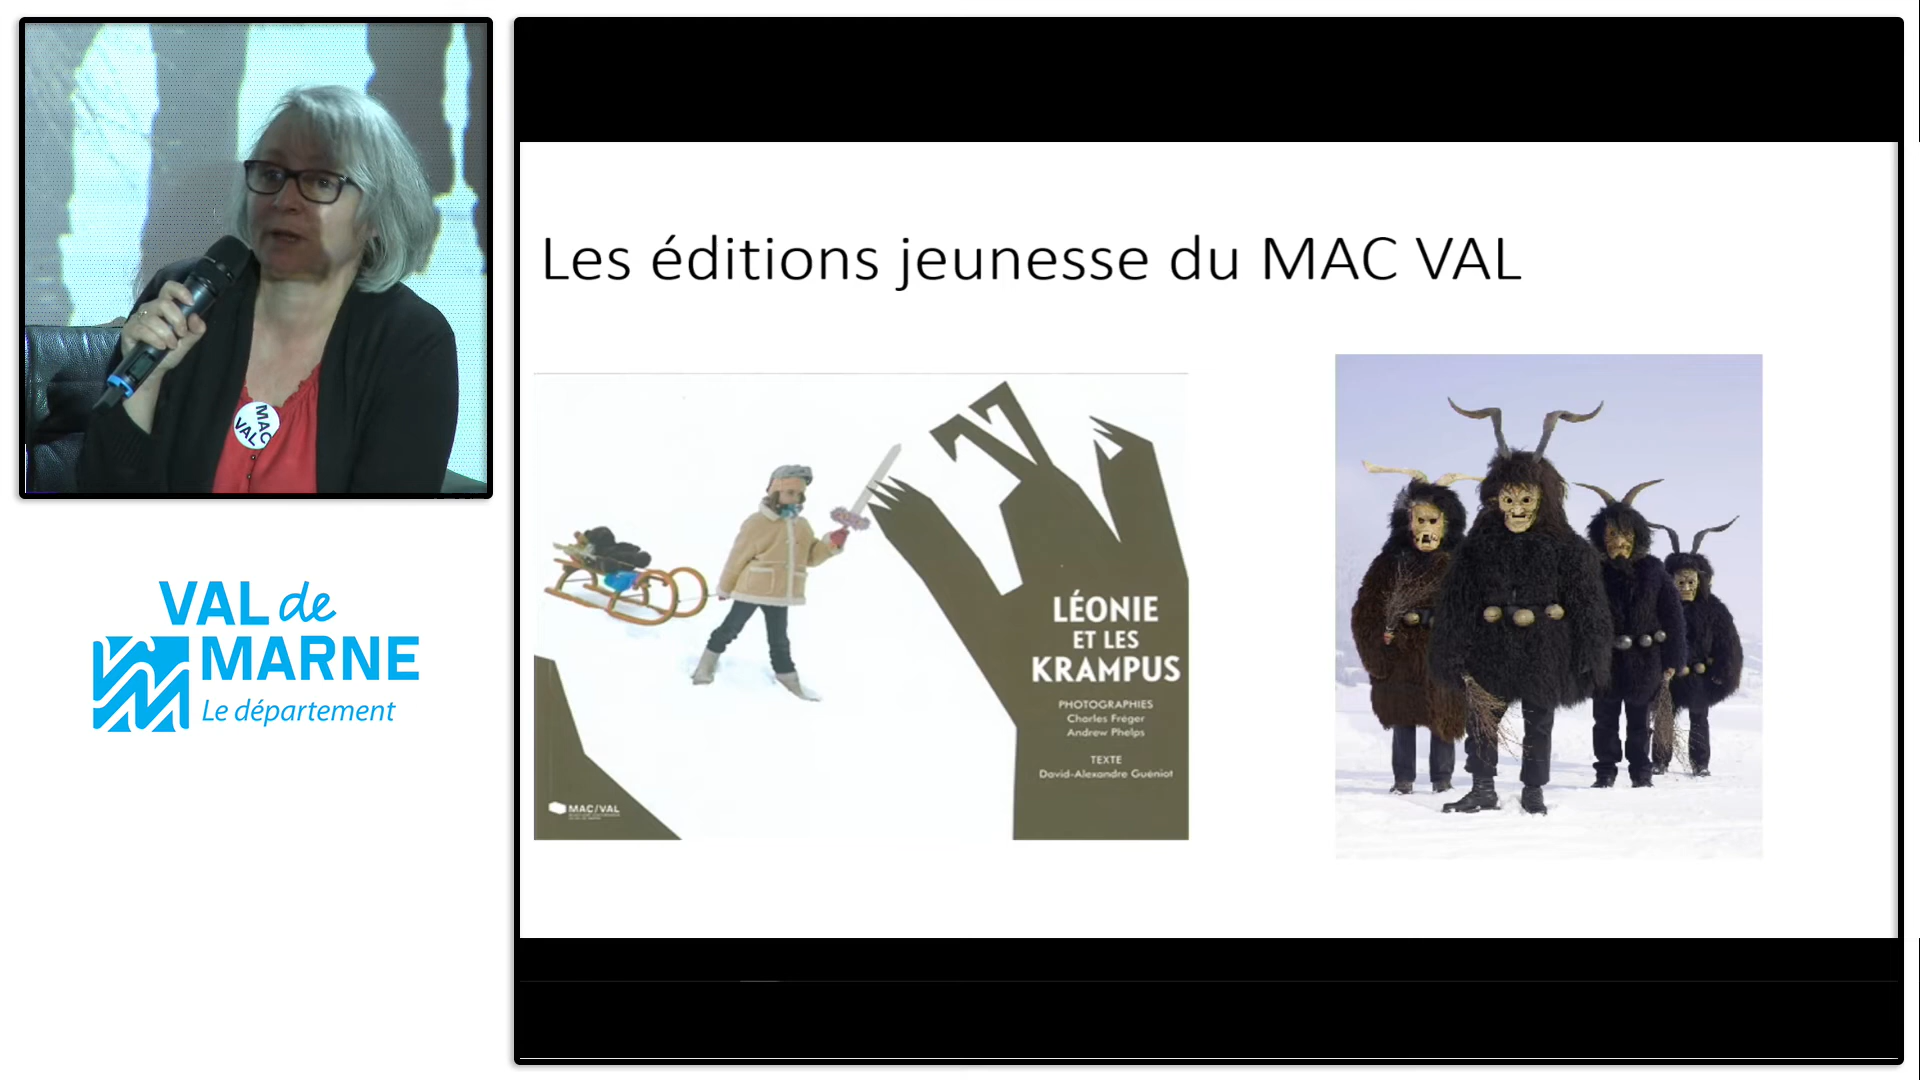 MAC
VAL
VAL de
MARNE
Le département
Les éditions jeunesse du MAC VAL
LÉONIE
ET LES
KRAMPUS
PHOTOGRAPHIES
Charles Fréger
Andrew Phelps
TEXTE
David-Alexandre Guéniot
MAC/VAL